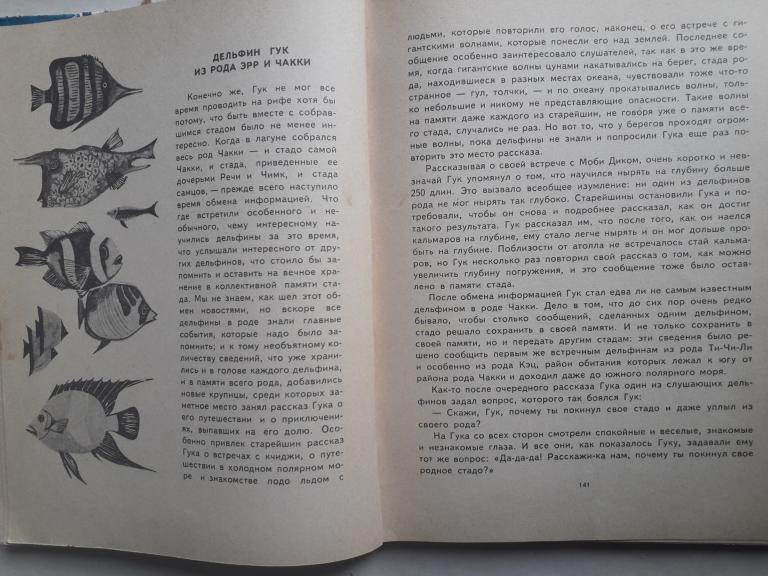 ДЕЛЬФИН ГУК
ИЗ РОДА ЭРР И ЧАККИ
Конечно же, Гук не мог все
время проводить на рифе хотя бы
потому, что быть вместе с собрав-
шимся стадом было не менее ин-
тересно. Когда в лагуне собрался
весь род Чакки — и стадо самой
Чакки, и стада, приведенные ее
дочерьми Речи и Чимк, и стада
самцов, — прежде всего наступило
время обмена информацией. Что
где встретили особенного и не-
обычного, чему интересному на-
учились дельфины за это время,
что услышали интересного от дру-
гих дельфинов, что стоило бы за-
помнить и оставить на вечное хра-
нение в коллективной памяти ста-
да. Мы не знаем, как шел этот об-
мен новостями, но вскоре все
дельфины в роде знали главные
события, которые надо было за-
помнить; и к тому необъятному ко-
личеству сведений, что уже храни-
лись и в голове каждого дельфина,
и в памяти всего рода, добавились
новые крупицы, среди которых за-
нетное место занял рассказ Гука о
его путешествии и о приключени-
ях, выпавших на его долю. Осо-
бенно привлек старейшин рассказ
Гука о встречах с кчиджи, о путе-
шествии в холодном полярном мо-
ре и знакомстве подо льдом с
людьми, которые повторили его голос, наконец, о его встрече с ги-
гантскими волнами, которые понесли его над землей. Последнее со-
общение особенно заинтересовало слушателей, так как в это же вре-
мя, когда гигантские волны цунами накатывались на берег, стада ро-
да, находившиеся в разных местах океана, чувствовали тоже что-то
странное — гул, толчки, — и по океану прокатывались волны, толь-
ко небольшие и никому не представляющие опасности. Такие волны
на памяти даже каждого из старейшин, не говоря уже о памяти все-
го стада, случались не раз. Но вот то, что у берегов проходят огром-
ные волны, пока дельфины не знали и попросили Гука еще раз по-
вторить это место рассказа.
Рассказывая о своей встрече с Моби Диком, очень коротко и нев-
значай Гук упомянул о том, что научился нырять на глубину больше
250 длин. Это вызвало всеобщее изумление: ни один из дельфинов
рода не мог нырять так глубоко. Старейшины остановили Гука и по-
требовали, чтобы он снова и подробнее рассказал, как он достиг
такого результата. Гук рассказал им, что после того, как он наелся
кальмаров на глубине, ему стало легче нырять и он мог дольше про-
быть на глубине. Поблизости от атолла не встречалось стай кальма-
ров, но Гук несколько раз повторил свой рассказ о том, как можно
увеличить глубину погружения, и это сообщение тоже было остав-
лено в памяти стада.
После обмена информацией Гук стал едва ли не самым известным
дельфином в роде Чакки. Дело в том, что до сих пор очень редко
бывало, чтобы столько сообщений, сделанных одним дельфином,
стадо решало сохранить в своей памяти. И не только сохранить в
своей памяти, но и передать другим стадам: эти сведения было ре-
шено сообщить первым же встречным дельфинам из рода Ти-Чи-Ли
и особенно из рода Кэц, район обитания которых лежал к югу от
района рода Чакки и доходил даже до южного полярного моря.
Как-то после очередного рассказа Гука один из слушающих дель-
финов задал вопрос, которого так боялся Гук:
— Скажи, Гук, почему ты покинул свое стадо и даже уплыл из
своего рода?
На Гука со всех сторон смотрели спокойные и веселые, знакомые
и незнакомые глаза. И все они, как показалось Гуку, задавали ему
тот же вопрос: «Да-да-да! Расскажи-ка нам, почему ты покинул свое
родное стадо?»
141